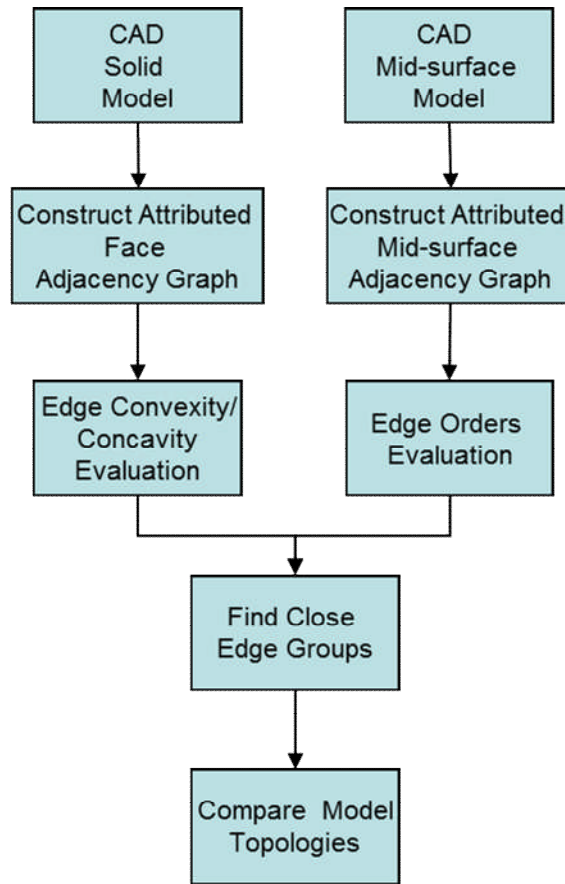 CAD
Solid
Model
CAD
Mid-surface
Model
Construct Attributed
Face
Adjacency Graph
Construct Attributed
Mid-surface
Adjacency Graph
Edge Convexity/
Concavity
Evaluation
Edge Orders
Evaluation
Find Close
Edge Groups
Compare Model
Topologies